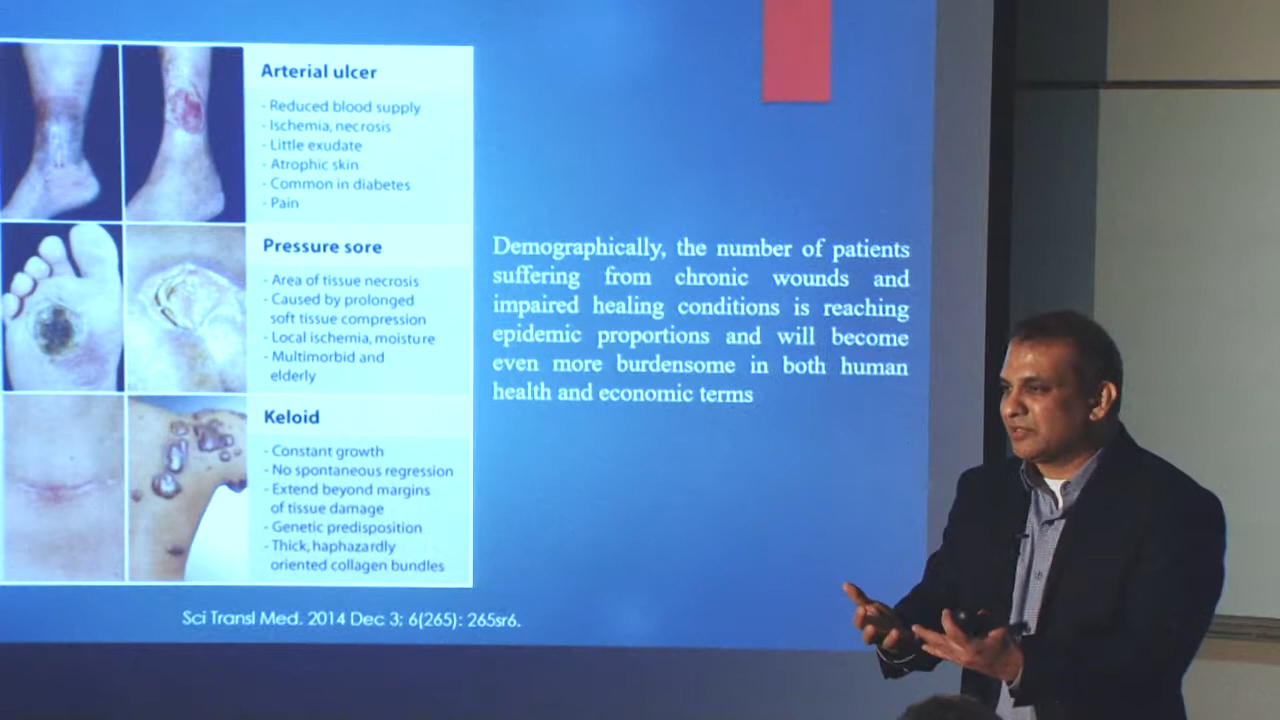 Arterial ulcer
- Reduced blood supply
- Ischemia, necrosis
- Little exudate
- Atrophic skin
- Common in diabetes
- Pain
Pressure sore
- Area of tissue necrosis
- Caused by prolonged
soft tissue compression
- Local ischemia, moisture
- Multimorbid and
elderly
Keloid
- Constant growth
- No spontaneous regression
- Extend beyond margins
of tissue damage
- Genetic predisposition
- Thick, haphazardly
oriented collagen bundles
Demographically, the number of patients
suffering from chronic wounds and
impaired healing conditions is reaching
epidemic proportions and will become
even more burdensome in both human
health and economic terms
Sci Transl Med. 2014 Dec 3; 6(265): 265sr6.